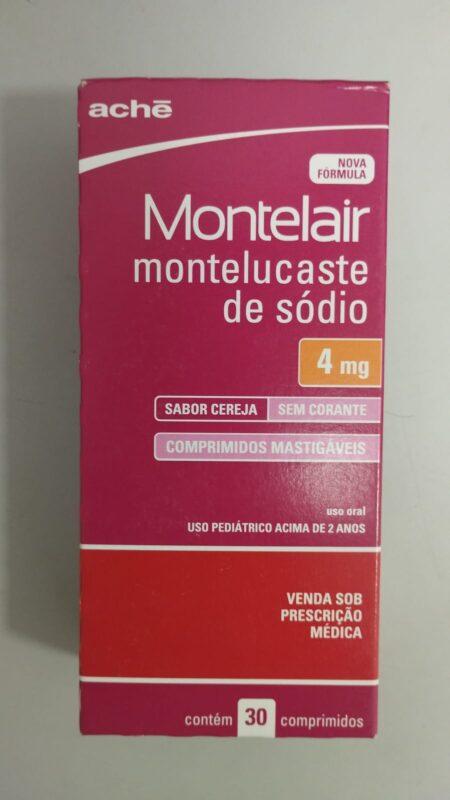 achē
NOVA
FÓRMULA
Montelair
montelucaste
de sódio
4 mg
SABOR CEREJA SEM CORANTE
COMPRIMIDOS MASTIGÁVEIS
uso oral
USO PEDIÁTRICO ACIMA DE 2 ANOS
VENDA SOB
PRESCRIÇÃO
MÉDICA
contém 30 comprimidos